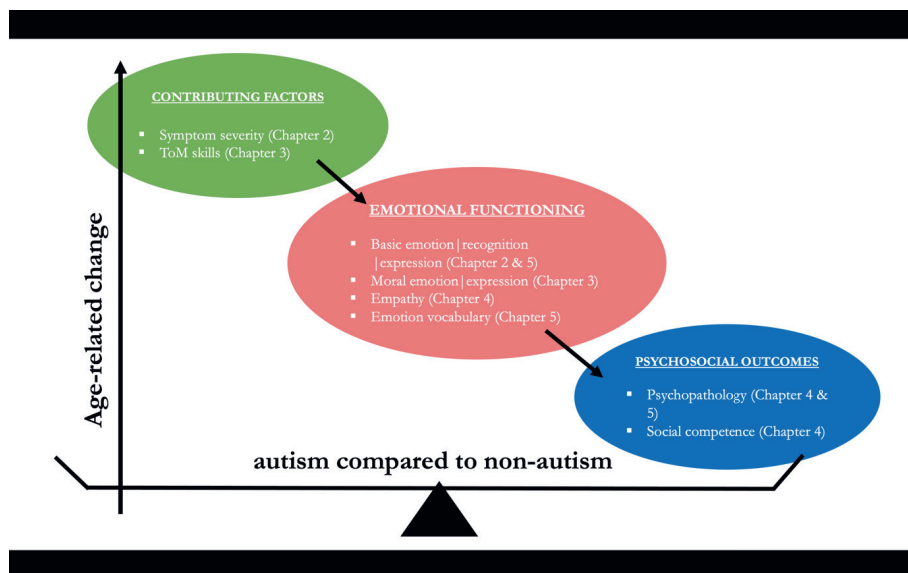 CONTRIBUTING FACTORS
▪ Symptom severity (Chapter 2)
▪ ToM skills (Chapter 3)
EMOTIONAL FUNCTIONING
▪ Basic emotion|recognition
|expression (Chapter 2 & 5)
▪ Moral emotion|expression (Chapter 3)
▪ Empathy (Chapter 4)
▪ Emotion vocabulary (Chapter 5)
PSYCHOSOCIAL OUTCOMES
▪ Psychopathology (Chapter 4 &
5)
▪ Social competence (Chapter 4)
Age-related change
autism compared to non-autism